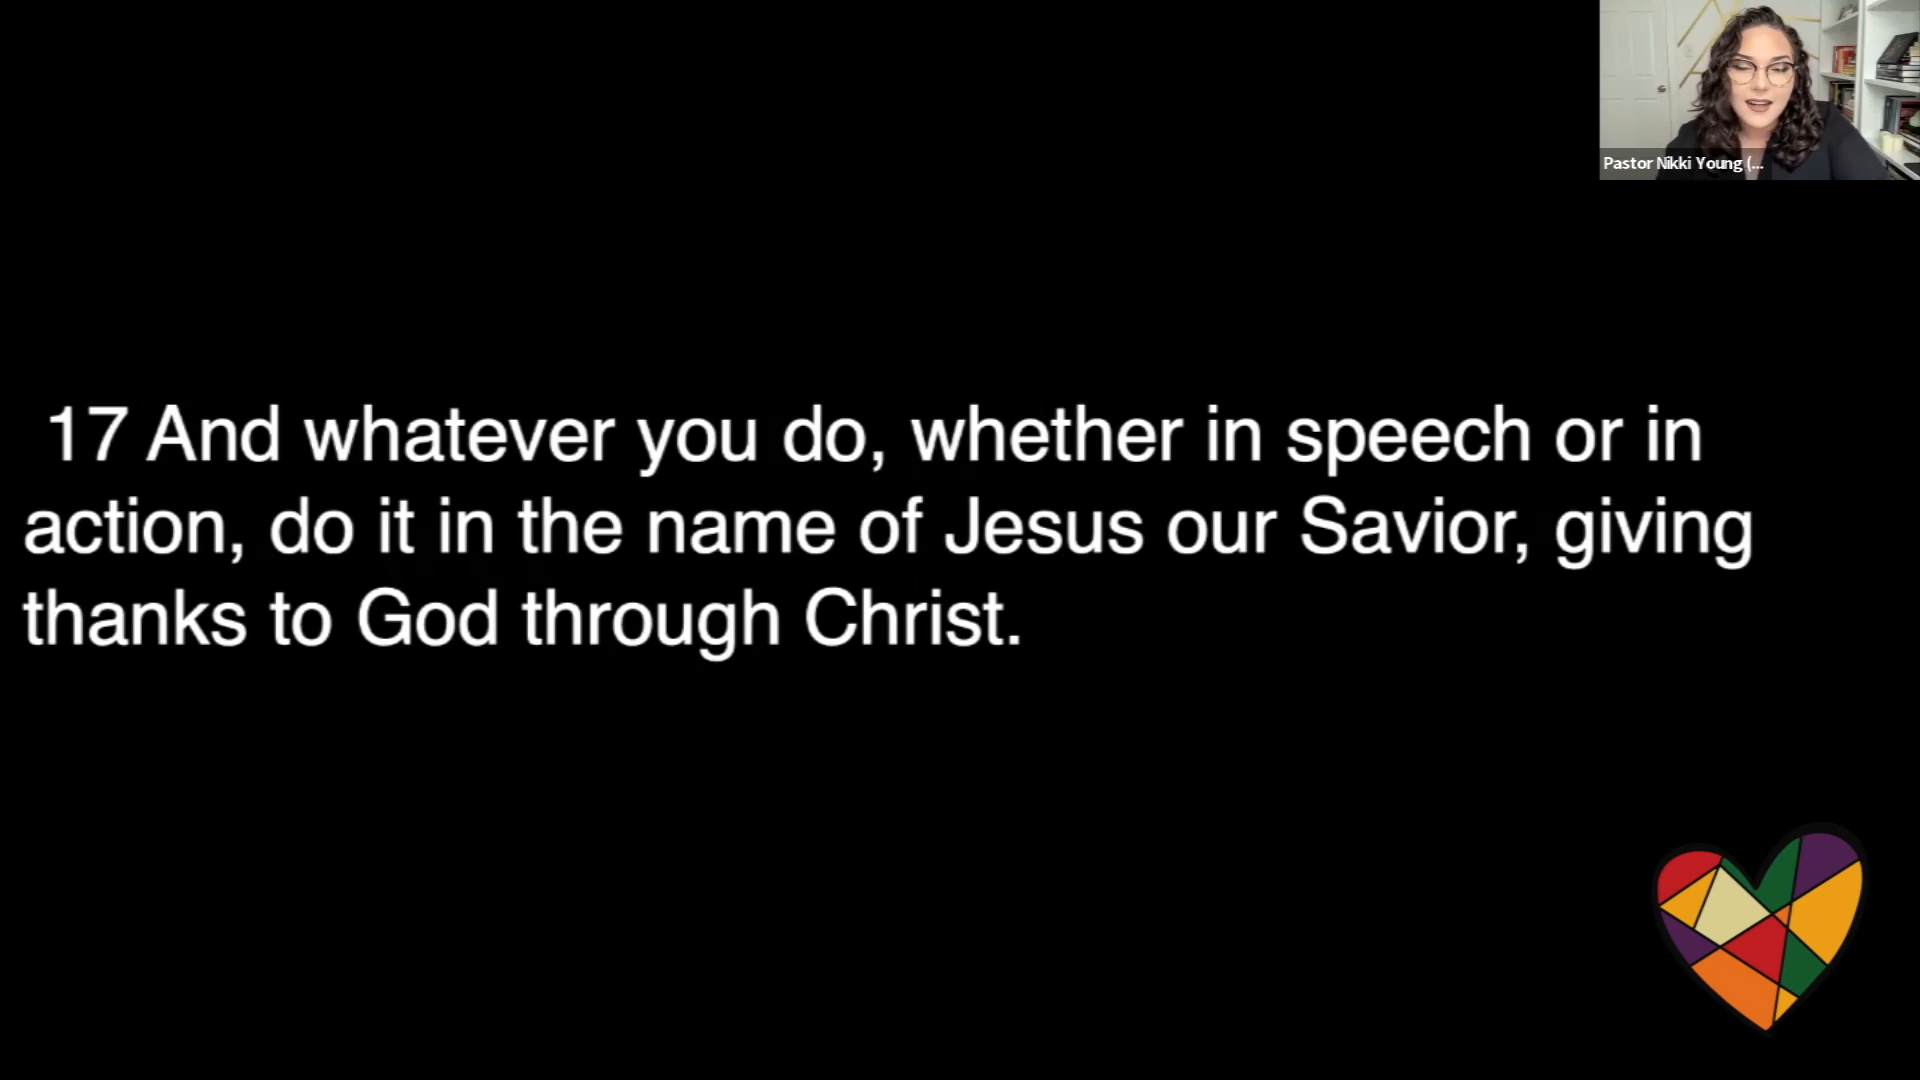 Pastor Nikki Young (...
17 And whatever you do, whether in speech or in
action, do it in the name of Jesus our Savior, giving
thanks to God through Christ.